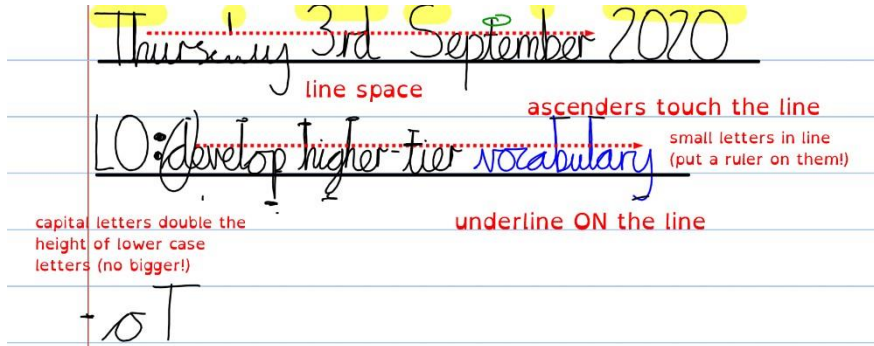 Thursday 3rd September 2020
line space
ascenders touch the line
LO: develop higher-tier vocabulary
small letters in line
(put a ruler on them!)
capital letters double the
height of lower case
letters (no bigger!)
underline ON the line
- o T